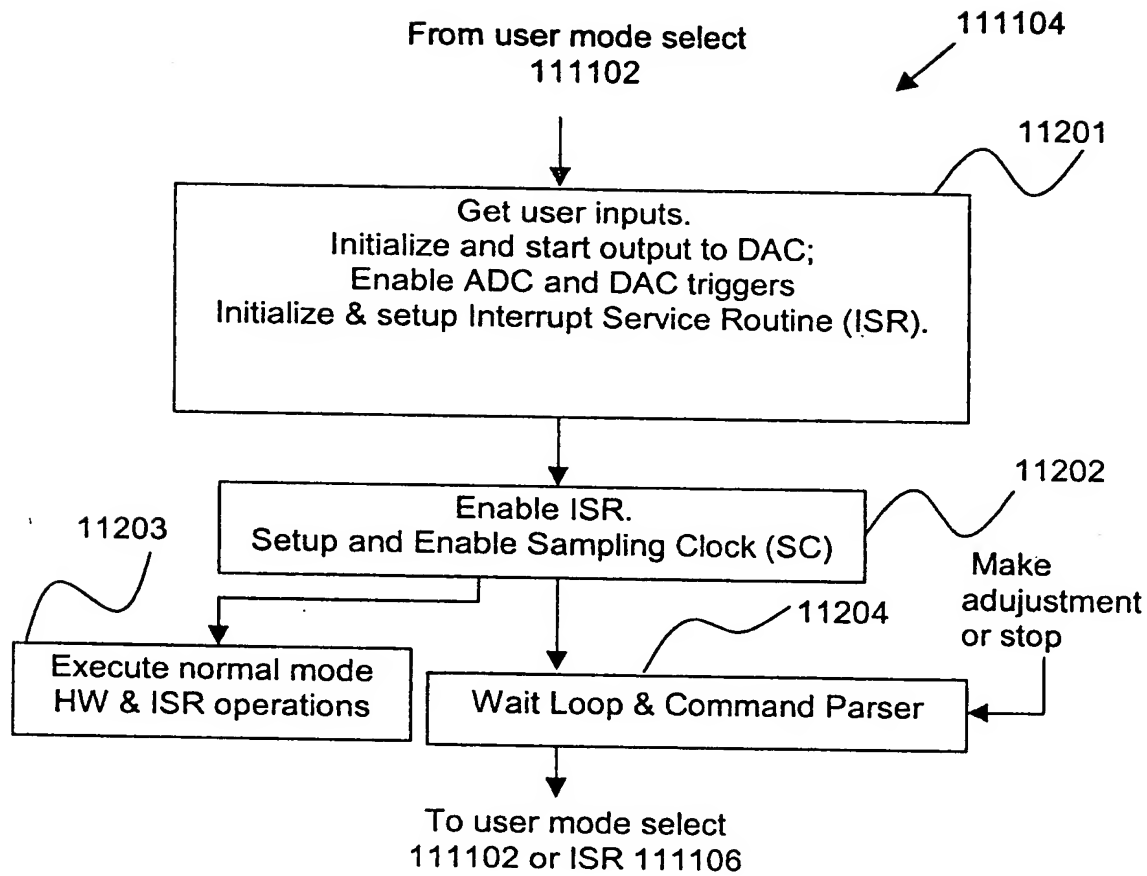 From user mode select
111102
111104
11201
Get user inputs.
Initialize and start output to DAC;
Enable ADC and DAC triggers
Initialize & setup Interrupt Service Routine (ISR).
11202
Enable ISR.
Setup and Enable Sampling Clock (SC)
11203
Make
adujustment
or stop
11204
Execute normal mode
HW & ISR operations
Wait Loop & Command Parser
To user mode select
111102 or ISR 111106